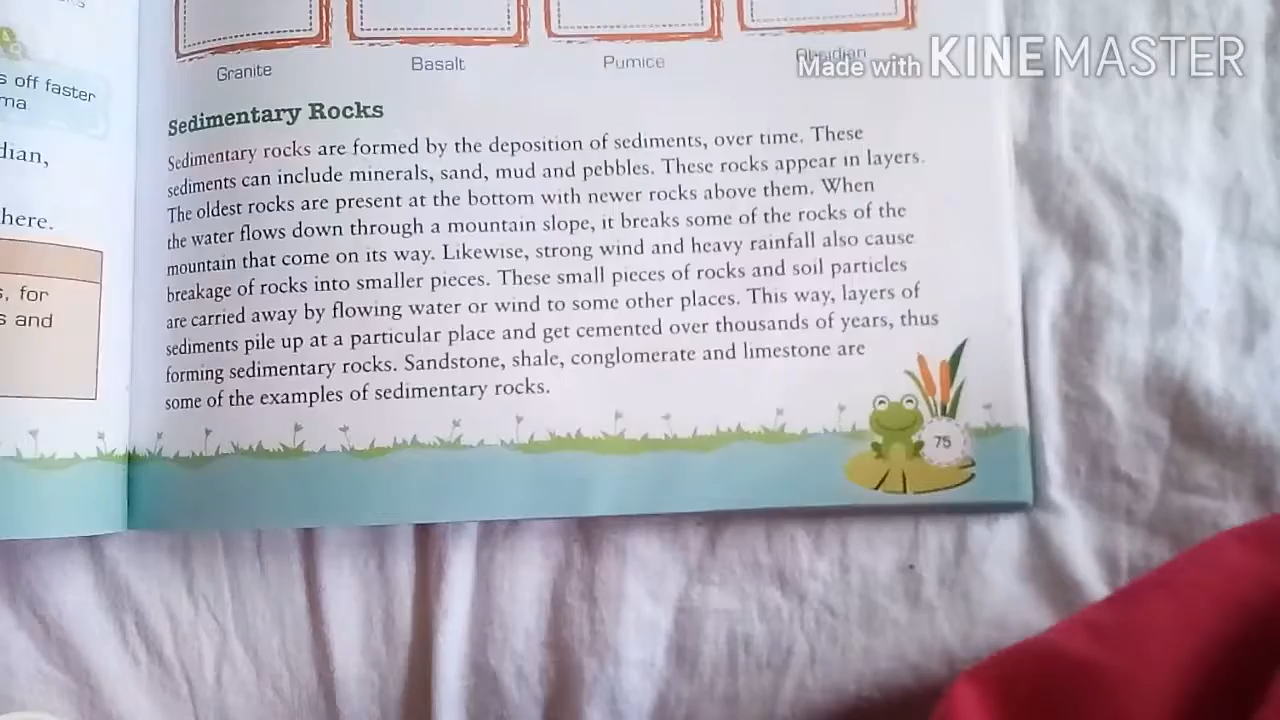 s off faster
ma
dian,
here.
s, for
s and
Granite
Basalt
Pumice
Obsidian
Made with KINEMASTER
Sedimentary Rocks
Sedimentary rocks are formed by the deposition of sediments, over time. These
sediments can include minerals, sand, mud and pebbles. These rocks appear in layers.
The oldest rocks are present at the bottom with newer rocks above them. When
the water flows down through a mountain slope, it breaks some of the rocks of the
mountain that come on its way. Likewise, strong wind and heavy rainfall also cause
breakage of rocks into smaller pieces. These small pieces of rocks and soil particles
are carried away by flowing water or wind to some other places. This way, layers of
sediments pile up at a particular place and get cemented over thousands of years, thus
forming sedimentary rocks. Sandstone, shale, conglomerate and limestone are
some of the examples of sedimentary rocks.
75